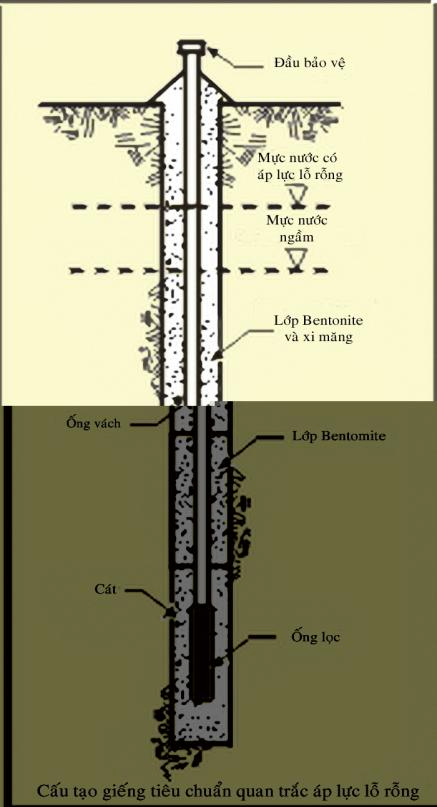 Đầu bảo vệ
Mực nước có
áp lực lỗ rỗng
Mực nước
ngầm
Lớp Bentonite
và xi măng
Ống vách
Lớp Bentomite
Cát
Ống lọc
Cấu tạo giếng tiêu chuẩn quan trắc áp lực lỗ rỗng